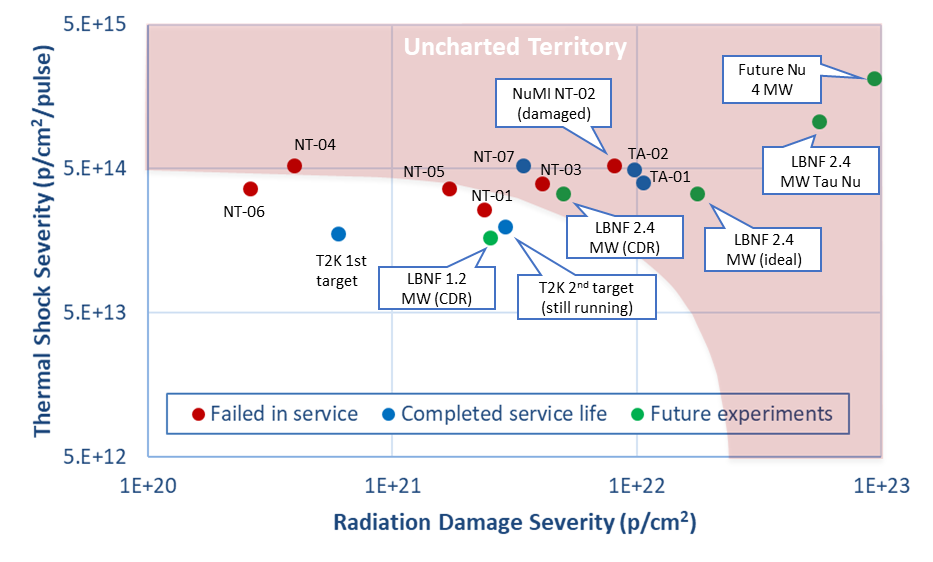 5.E+15
Uncharted Territory
Future Nu
4 MW
NuMI NT-02
(damaged)
NT-04
TA-02
LBNF 2.4
MW Tau Nu
5.E+14
NT-07
NT-03
NT-05
TA-01
NT-01
NT-06
LBNF 2.4
MW (CDR)
LBNF 2.4
MW (ideal)
T2K 1st
target
LBNF 1.2
MW (CDR)
T2K 2nd target
(still running)
5.E+13
Failed in service
Completed service life
Future experiments
5.E+12
1E+20
1E+21
1E+22
1E+23
Radiation Damage Severity (p/cm²)
Thermal Shock Severity (p/cm²/pulse)